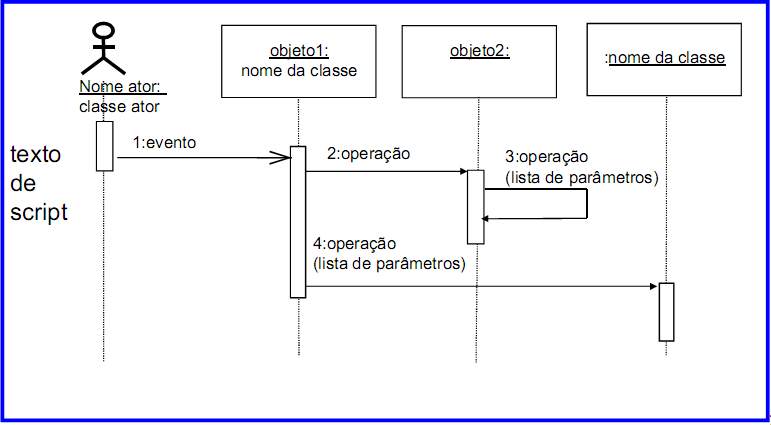 objeto1:
nome da classe
objeto2:
:nome da classe
Nome ator:
classe ator
1:evento
texto
de
script
2:operação
3:operação
(lista de parâmetros)
4:operação
(lista de parâmetros)